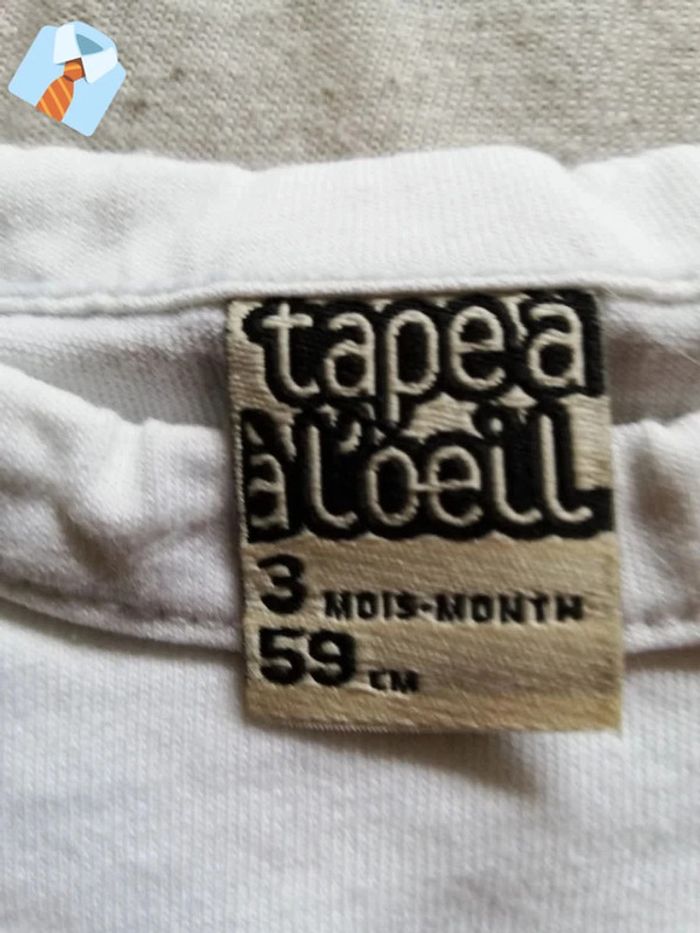 tape a
à l'oeil
3 MOIS-MONTH
59 CM